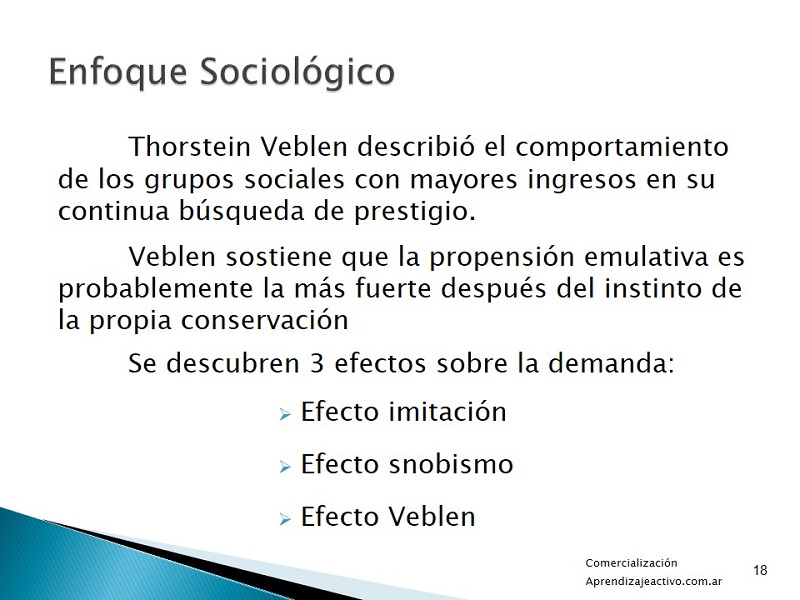 Enfoque Sociológico
Thorstein Veblen describió el comportamiento
de los grupos sociales con mayores ingresos en su
continua búsqueda de prestigio.
Veblen sostiene que la propensión emulativa es
probablemente la más fuerte después del instinto de
la propia conservación
Se descubren 3 efectos sobre la demanda:
Efecto imitación
Efecto snobismo
Efecto Veblen
Comercialización
Aprendizajeactivo.com.ar
18